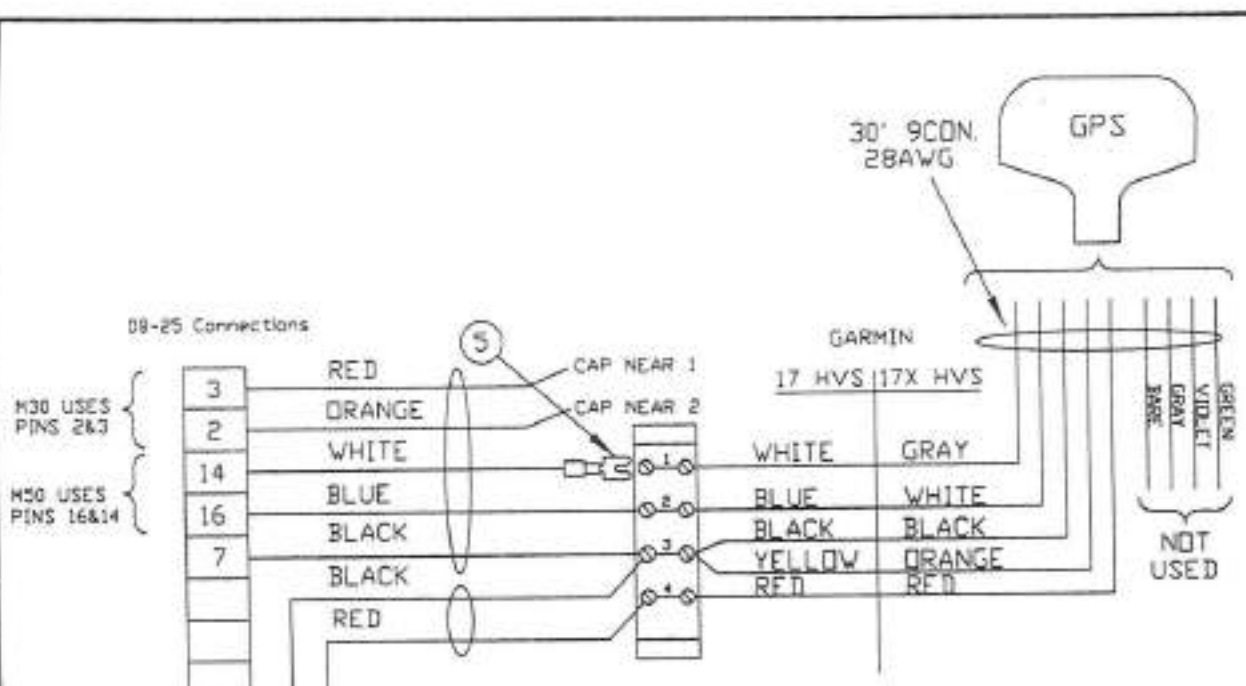 GPS
30' 9CON.
28AWG
DB-25 Connections
5
GARMIN
17 HVS 17X HVS
M30 USES
PINS 2&3
M50 USES
PINS 16&14
3
RED
CAP NEAR 1
2
ORANGE
CAP NEAR 2
14
WHITE
1
WHITE
GRAY
16
BLUE
2
BLUE
WHITE
7
BLACK
3
BLACK
BLACK
YELLOW
ORANGE
BLACK
4
RED
RED
RED
BARE
GRAY
VIOLET
GREEN
NOT
USED